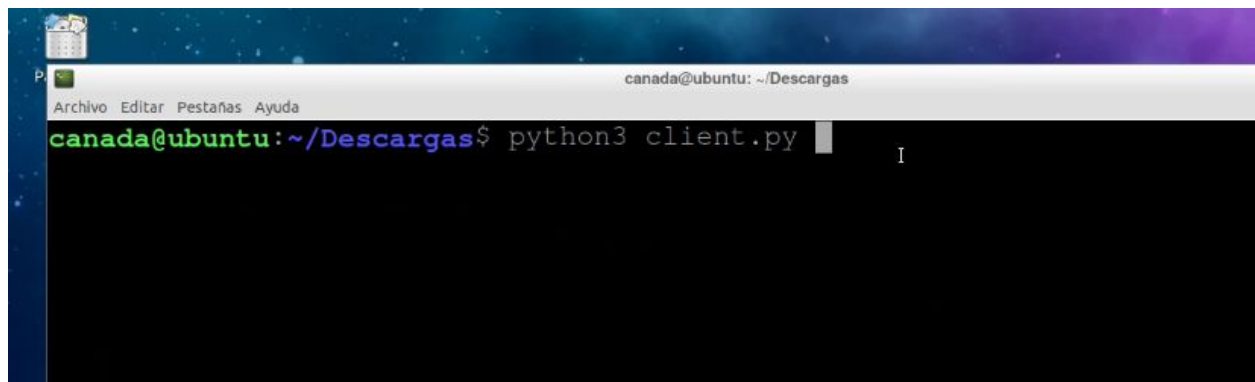 canada@ubuntu: ~/Descargas
Archivo Editar Pestañas Ayuda
canada@ubuntu:~/Descargas$ python3 client.py